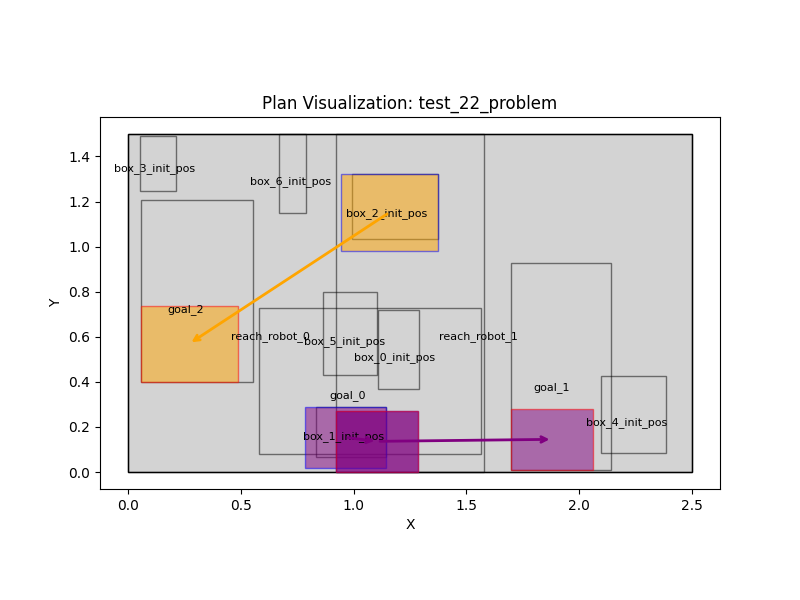 Plan Visualization: test_22_problem
box_3_init_pos
box_6_init_pos
box_2_init_pos
goal_2
reach_robot_0
box_5_init_pos
reach_robot_1
box_0_init_pos
goal_0
goal_1
box_1_init_pos
box_4_init_pos
Y
1.4
1.2
1.0
0.8
0.6
0.4
0.2
0.0
0.0 0.5 1.0 1.5 2.0 2.5
X